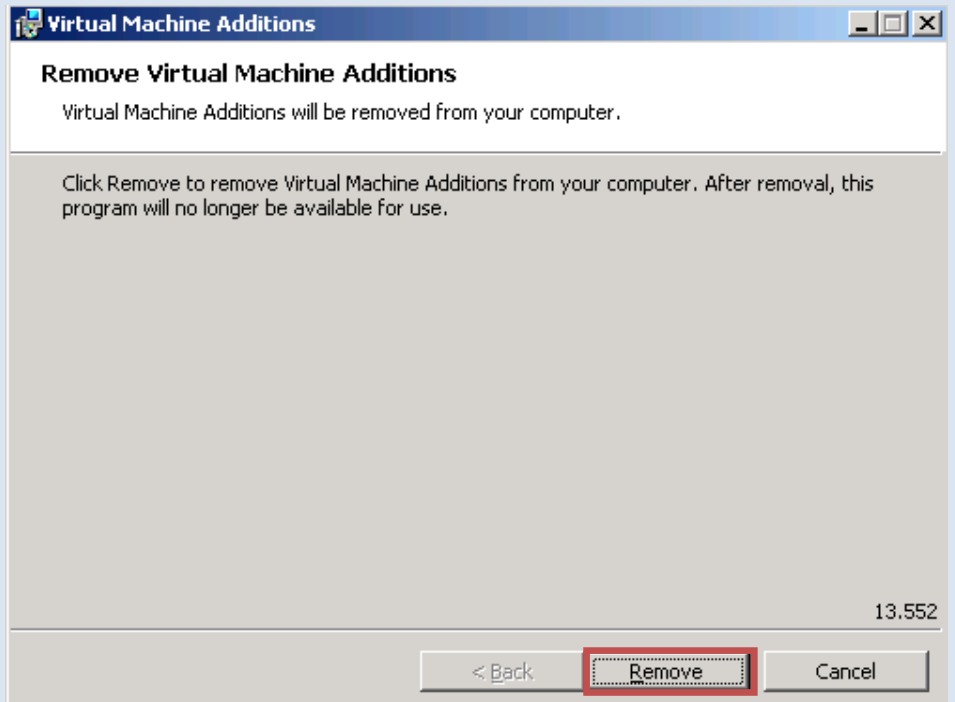 Virtual Machine Additions
Remove Virtual Machine Additions
Virtual Machine Additions will be removed from your computer.
Click Remove to remove Virtual Machine Additions from your computer. After removal, this
program will no longer be available for use.
13.552
< Back
Remove
Cancel